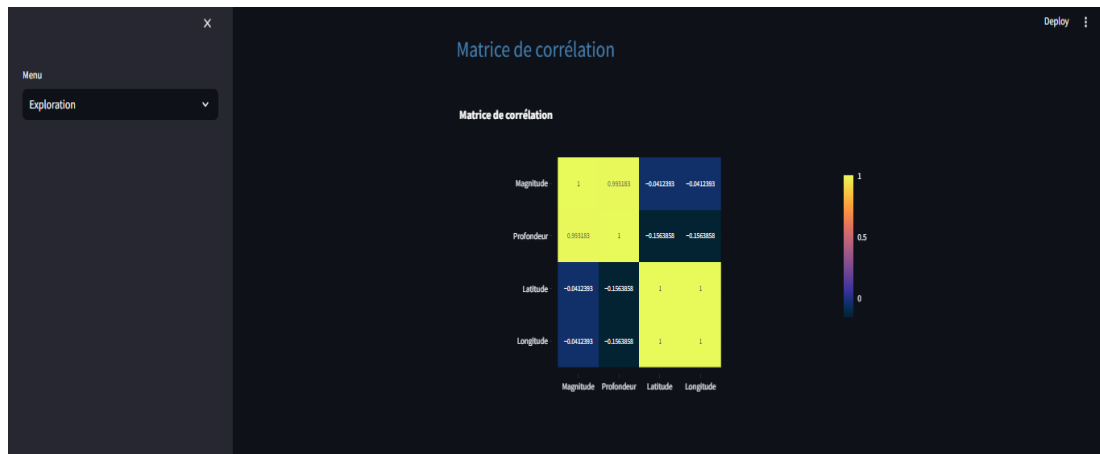 Deploy
Matrice de corrélation
Menu
Exploration
Matrice de corrélation
Magnitude 1 0.993183 −0.0412393 −0.0412393
Profondeur 0.993183 1 −0.1563858 −0.1563858
Latitude −0.0412393 −0.1563858 1 1
Longitude −0.0412393 −0.1563858 1 1
Magnitude Profondeur Latitude Longitude
1
0.5
0